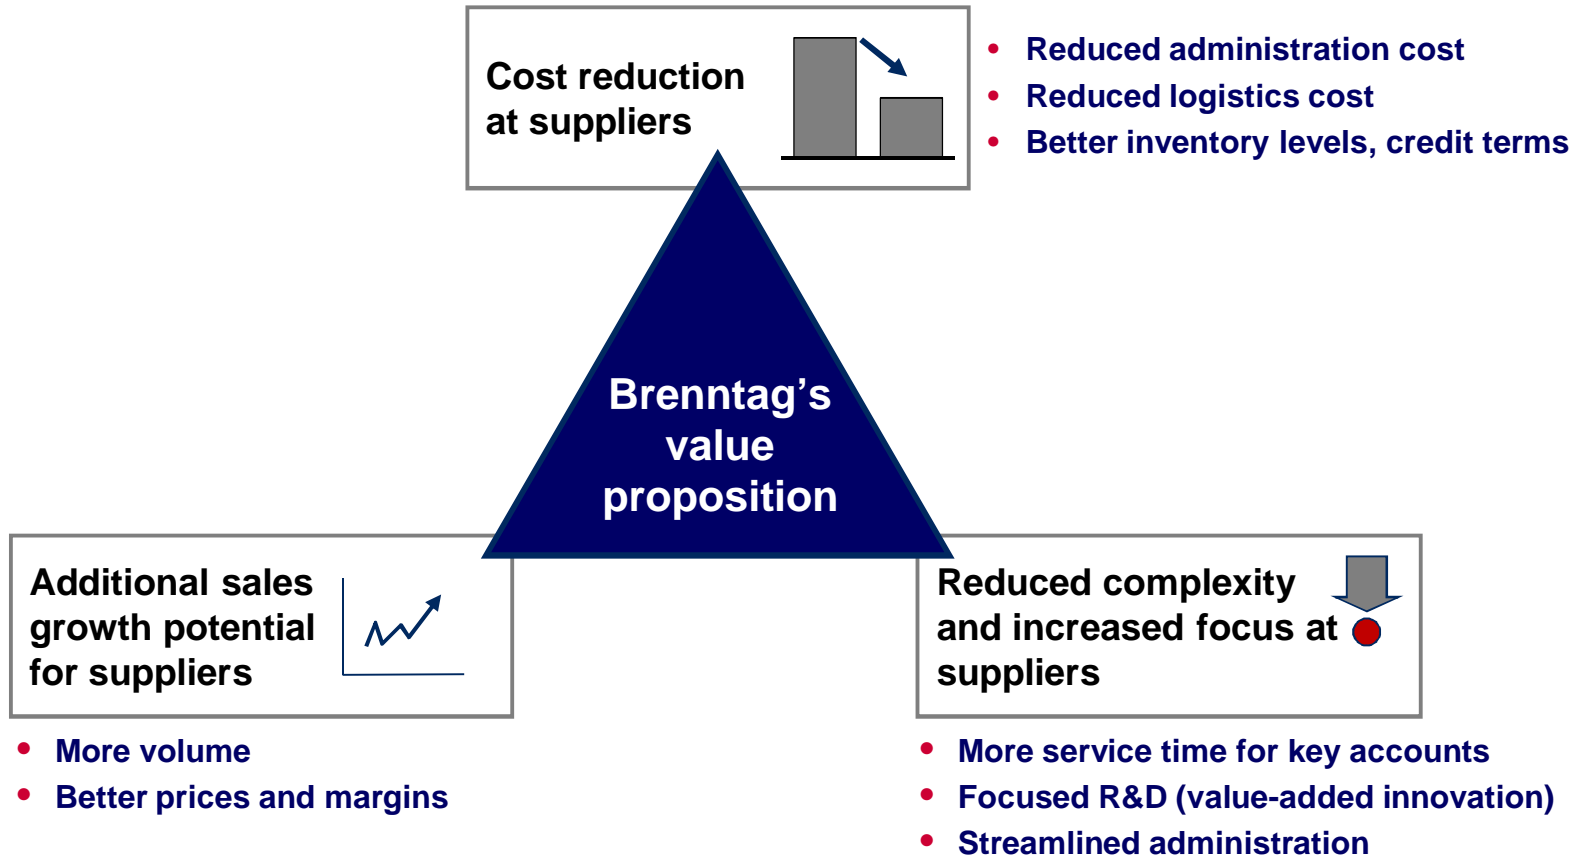 Cost reduction
at suppliers
• Reduced administration cost
• Reduced logistics cost
• Better inventory levels, credit terms
Brenntag’s
value
proposition
Additional sales
growth potential
for suppliers
• More volume
• Better prices and margins
Reduced complexity
and increased focus at
suppliers
• More service time for key accounts
• Focused R&D (value-added innovation)
• Streamlined administration